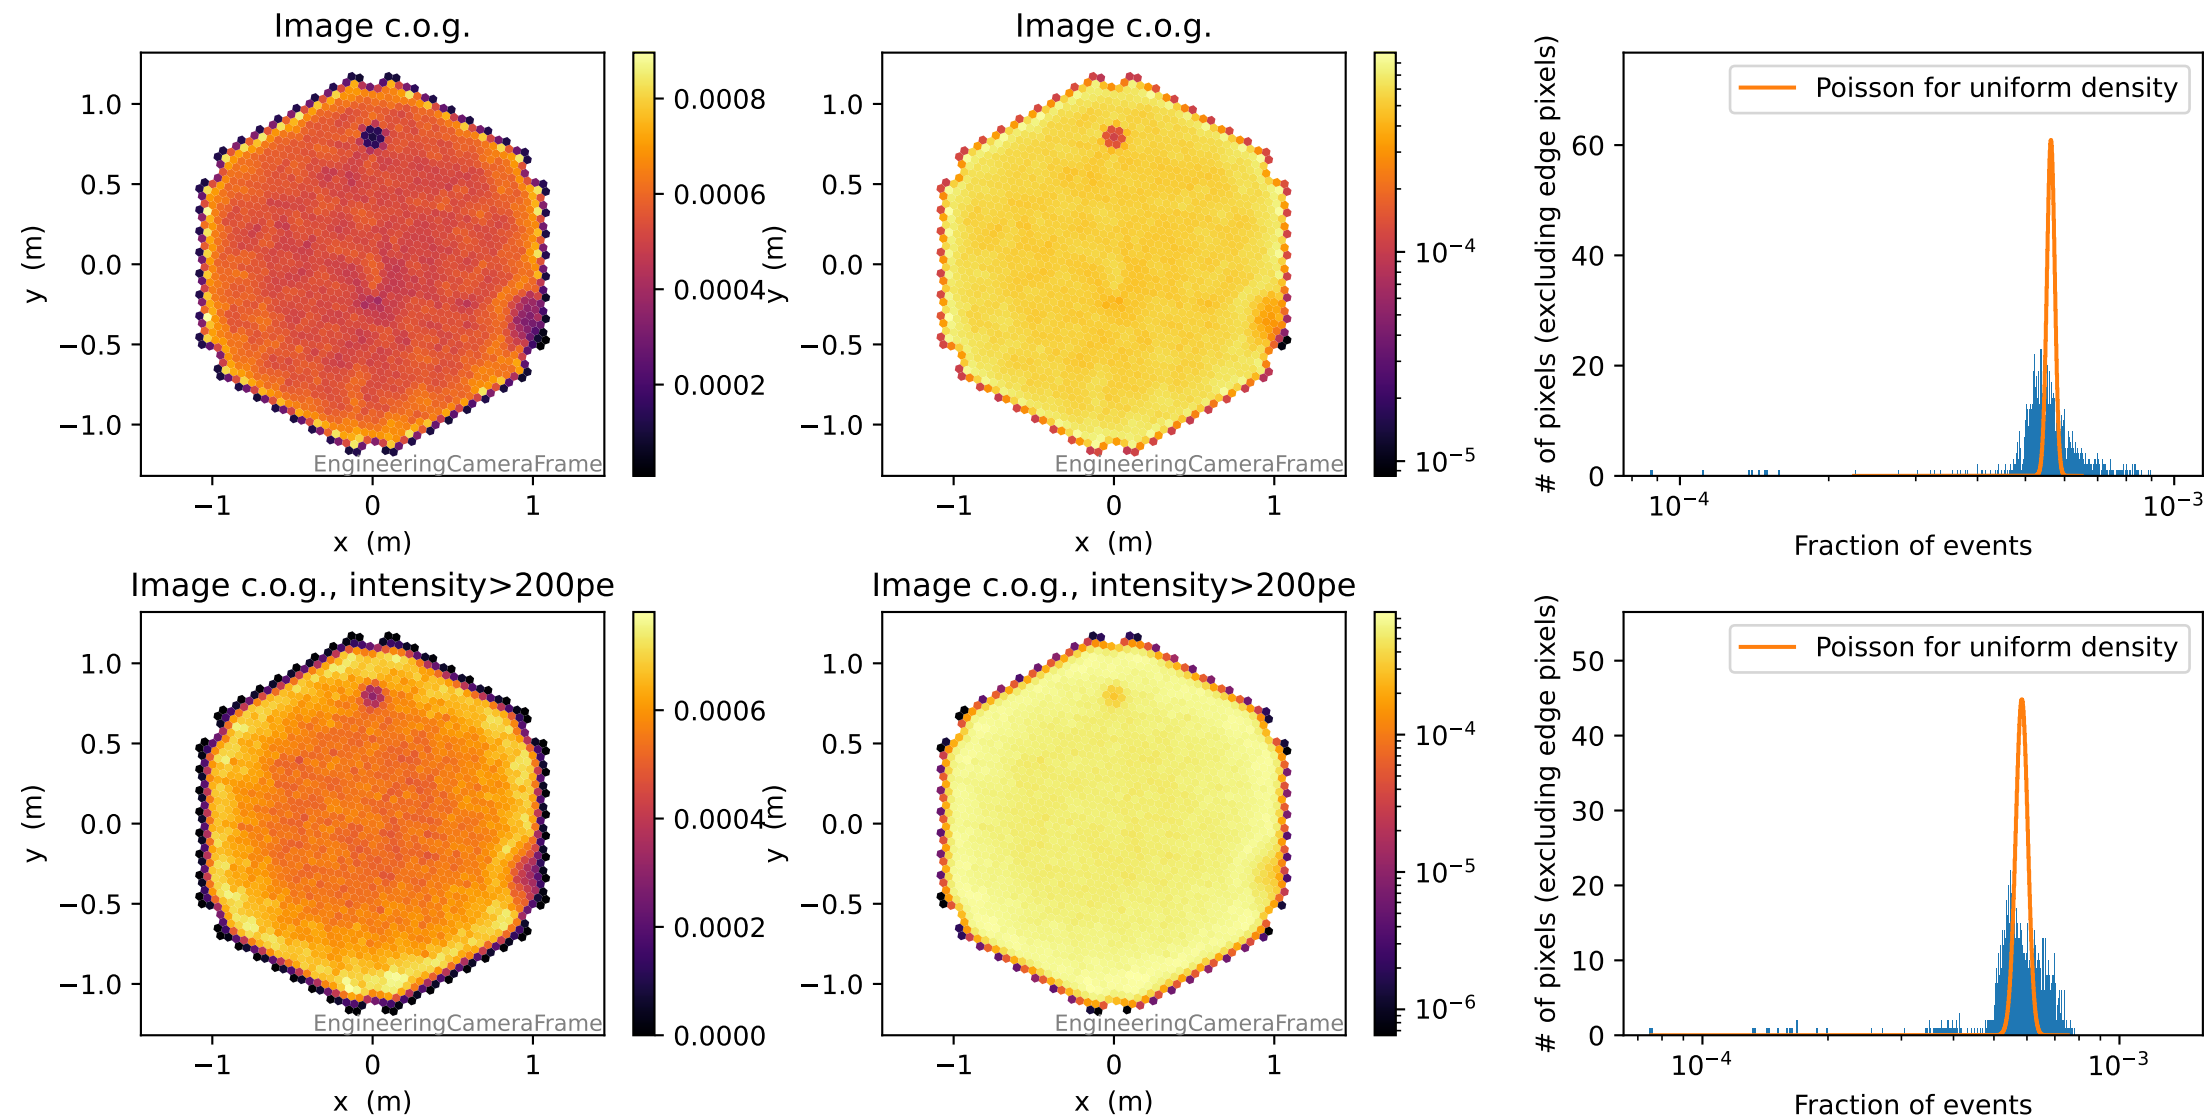 Image c.o.g.
y (m)
1.0
0.5
0.0
−0.5
−1.0
−1
0
1
x (m)
EngineeringCameraFrame
0.0008
0.0006
0.0004
0.0002
Image c.o.g.
y (m)
1.0
0.5
0.0
−0.5
−1.0
−1
0
1
x (m)
EngineeringCameraFrame
10⁻⁴
10⁻⁵
# of pixels (excluding edge pixels)
Poisson for uniform density
60
40
20
0
10⁻⁴
10⁻³
Fraction of events
Image c.o.g., intensity>200pe
y (m)
1.0
0.5
0.0
−0.5
−1.0
−1
0
1
x (m)
EngineeringCameraFrame
0.0006
0.0004
0.0002
0.0000
Image c.o.g., intensity>200pe
y (m)
1.0
0.5
0.0
−0.5
−1.0
−1
0
1
x (m)
EngineeringCameraFrame
10⁻⁴
10⁻⁵
10⁻⁶
# of pixels (excluding edge pixels)
Poisson for uniform density
50
40
30
20
10
0
10⁻⁴
10⁻³
Fraction of events